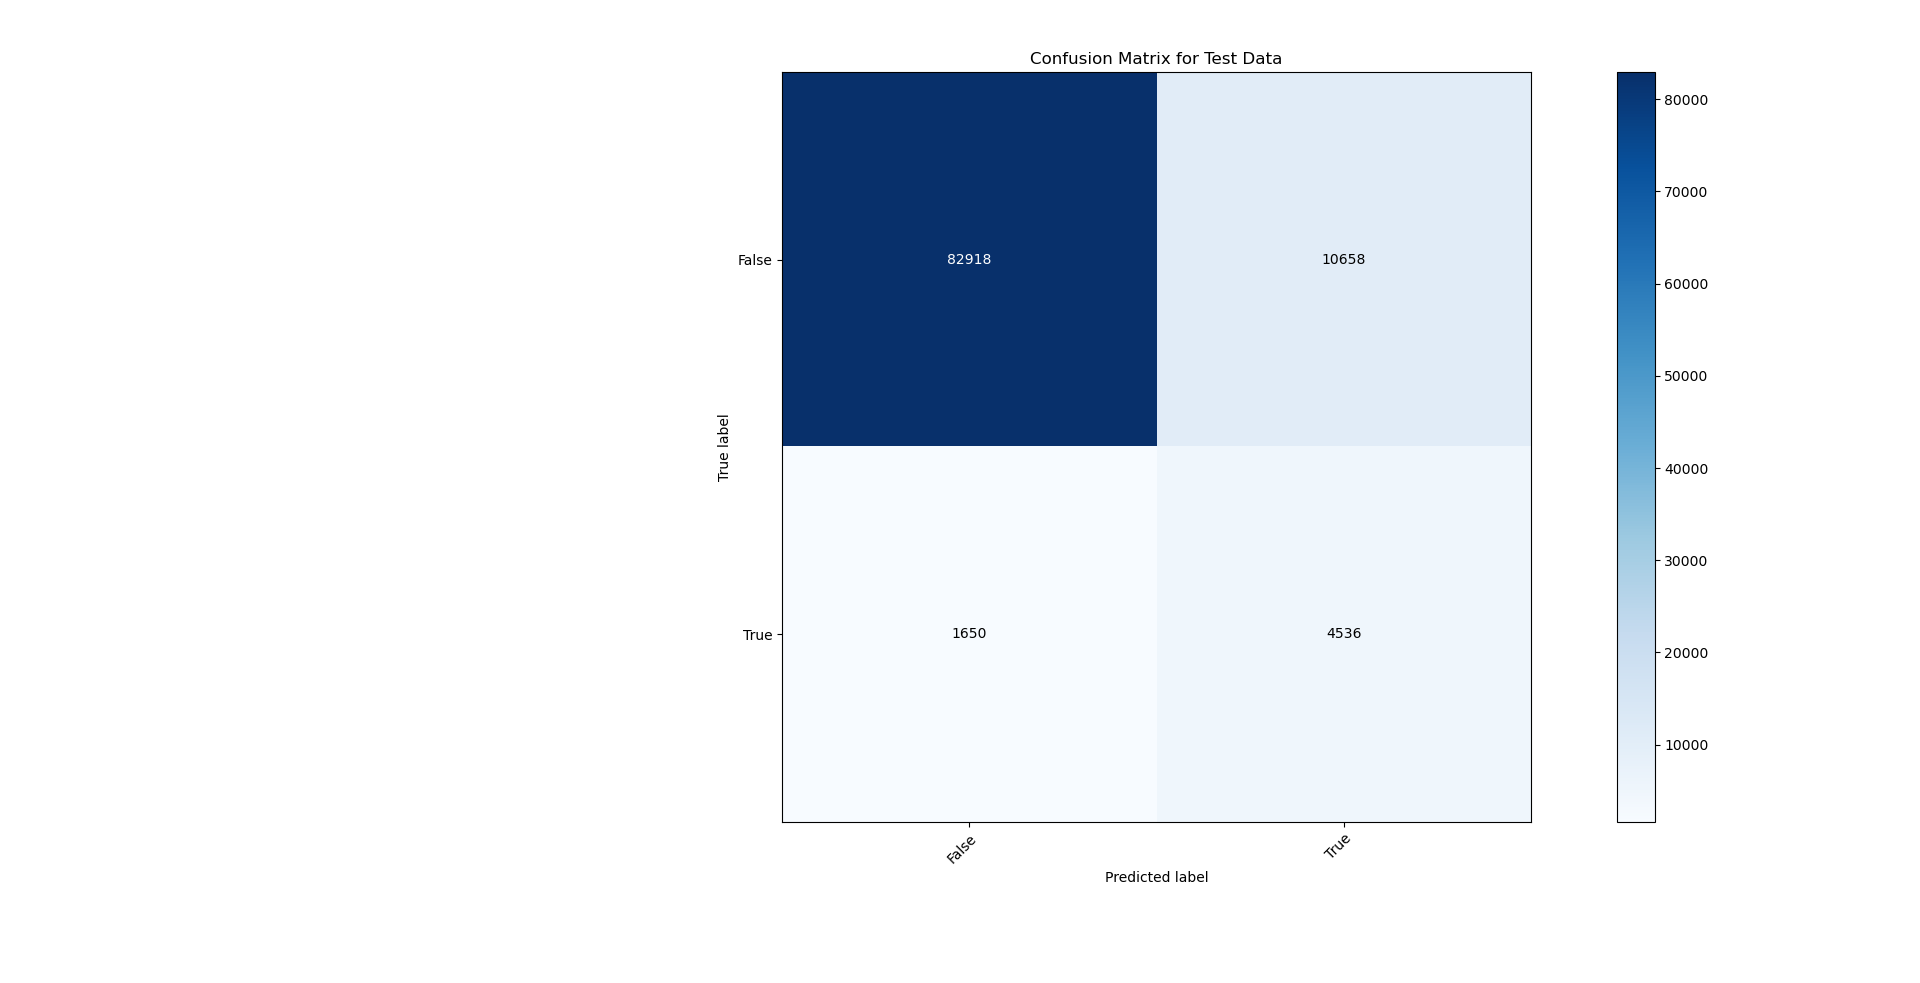 Confusion Matrix for Test Data
True label
False
82918
10658
True
1650
4536
False
True
Predicted label
80000
70000
60000
50000
40000
30000
20000
10000